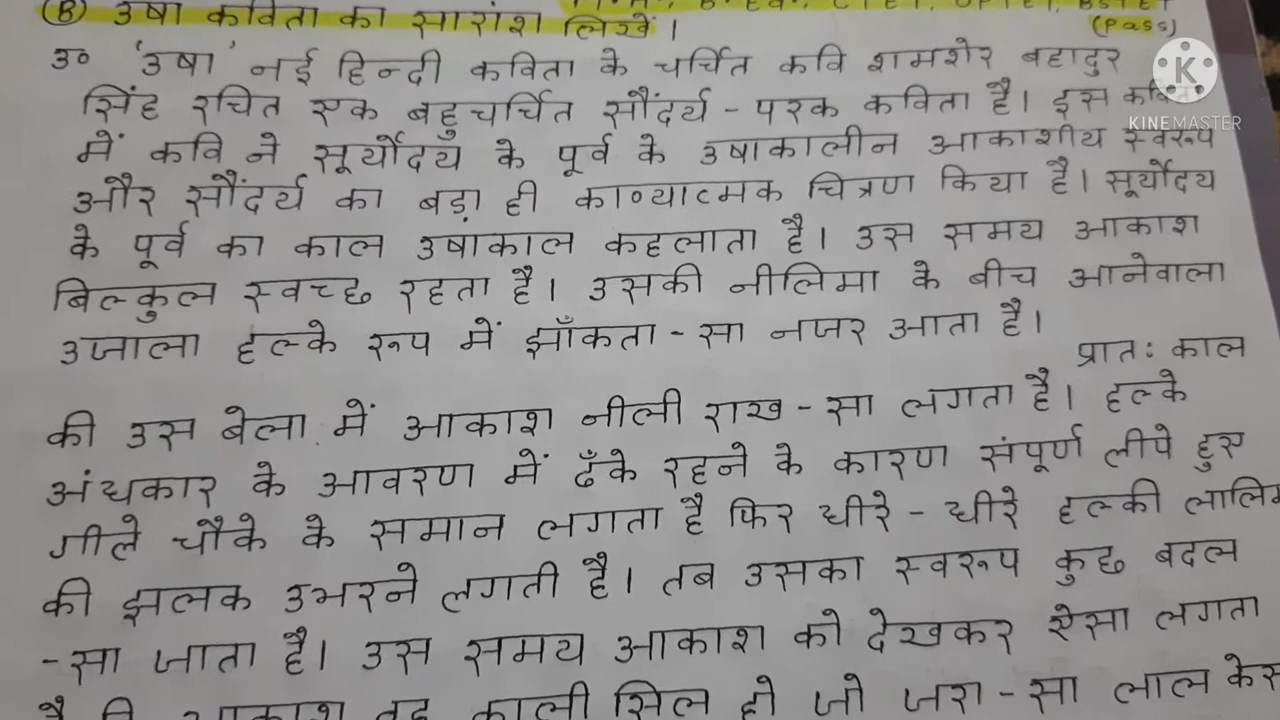 (B) उषा कविता का सारांश लिखें।
(Pass)
उ० 'उषा' नई हिन्दी कविता के चर्चित कवि शमशेर बहादुर
सिंह रचित एक बहुचर्चित सौंदर्य - परक कविता है। इस
में कवि ने सूर्योदय के पूर्व के उषाकालीन आकाशीय स्वरूप
और सौंदर्य का बड़ा ही काव्यात्मक चित्रण किया है। सूर्योदय
के पूर्व का काल उषाकाल कहलाता है। उस समय आकाश
बिल्कुल स्वच्छ रहता है। उसकी नीलिमा के बीच आनेवाला
उजाला हल्के रूप में झाँकता - सा नजर आता है।
प्रातः काल
की उस बेला में आकाश नीली राख - सा लगता है। हल्के
अंधकार के आवरण में ढँके रहने के कारण संपूर्ण लीपे हुए
गीले चौके के समान लगता है फिर धीरे - धीरे हल्की
की झलक उभरने लगती है। तब उसका स्वरूप कुछ बदल
- सा जाता है। उस समय आकाश को देखकर ऐसा लगता
काली सिल हो जो जरा - सा लाल
K
KINEMASTER